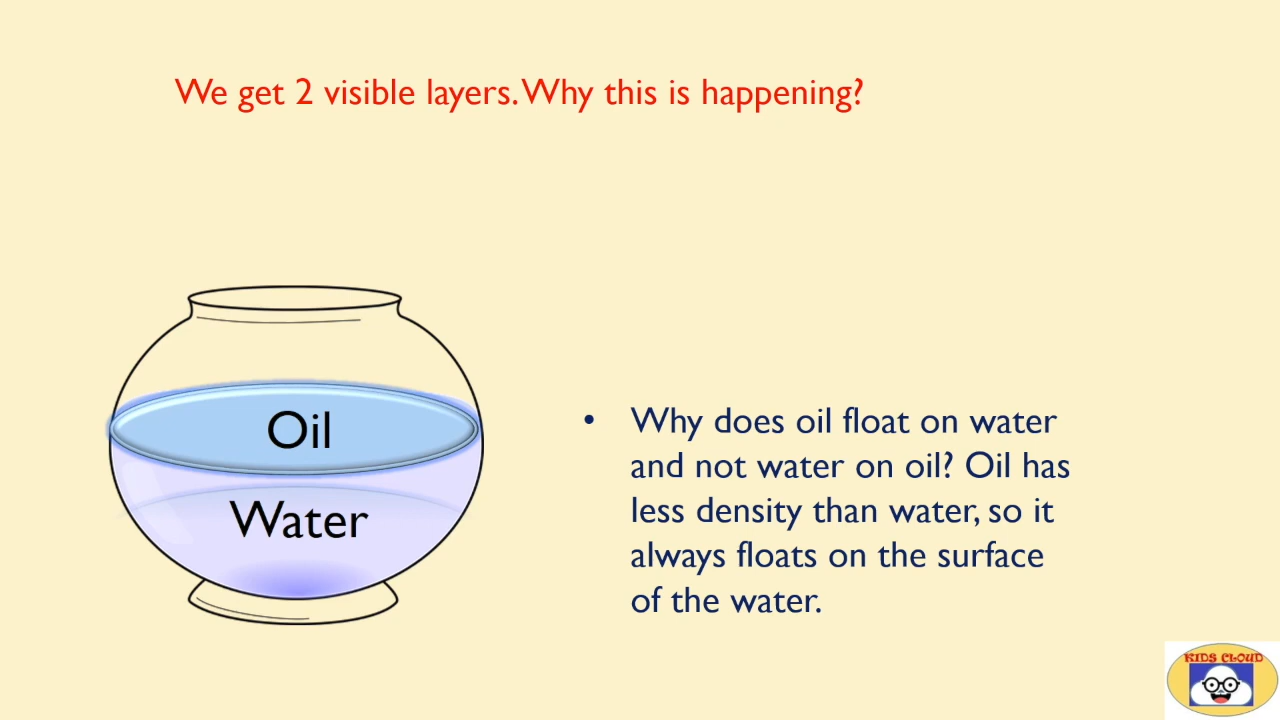 We get 2 visible layers. Why this is happening?
Oil
Water
• Why does oil float on water
and not water on oil? Oil has
less density than water, so it
always floats on the surface
of the water.
KIDS CLOUD